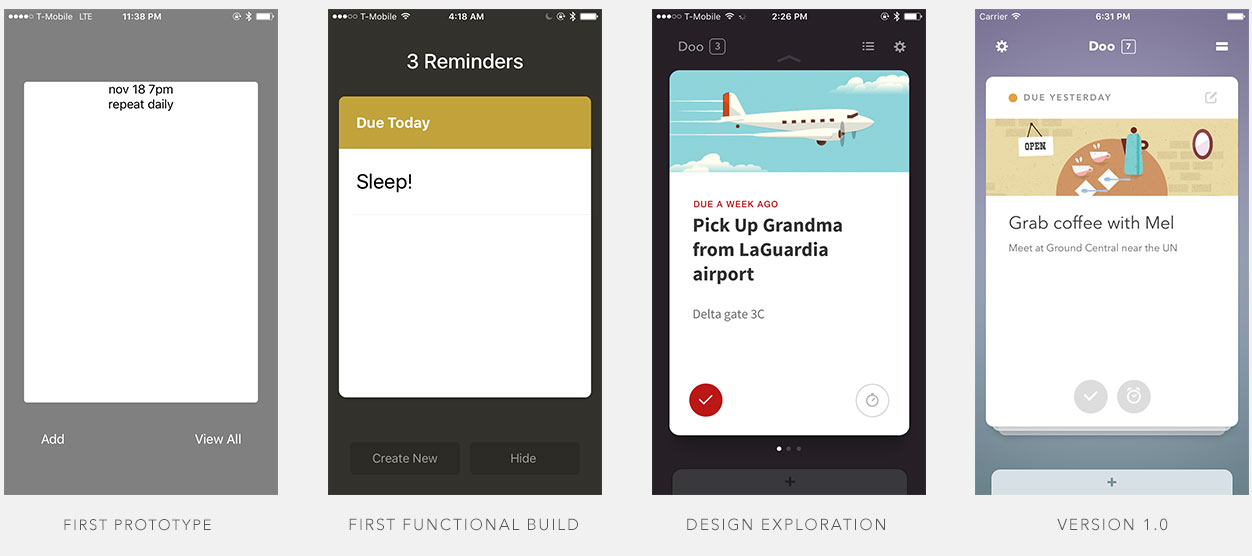 T-Mobile LTE 11:38 PM
nov 18 7pm
repeat daily
Add View All
FIRST PROTOTYPE
T-Mobile 4:18 AM
3 Reminders
Due Today
Sleep!
Create New Hide
FIRST FUNCTIONAL BUILD
T-Mobile 2:26 PM
Doo 3
DUE A WEEK AGO
Pick Up Grandma
from LaGuardia
airport
Delta gate 3C
+
DESIGN EXPLORATION
Carrier 6:31 PM
Doo 7
DUE YESTERDAY
OPEN
Grab coffee with Mel
Meet at Ground Central near the UN
+
VERSION 1.0